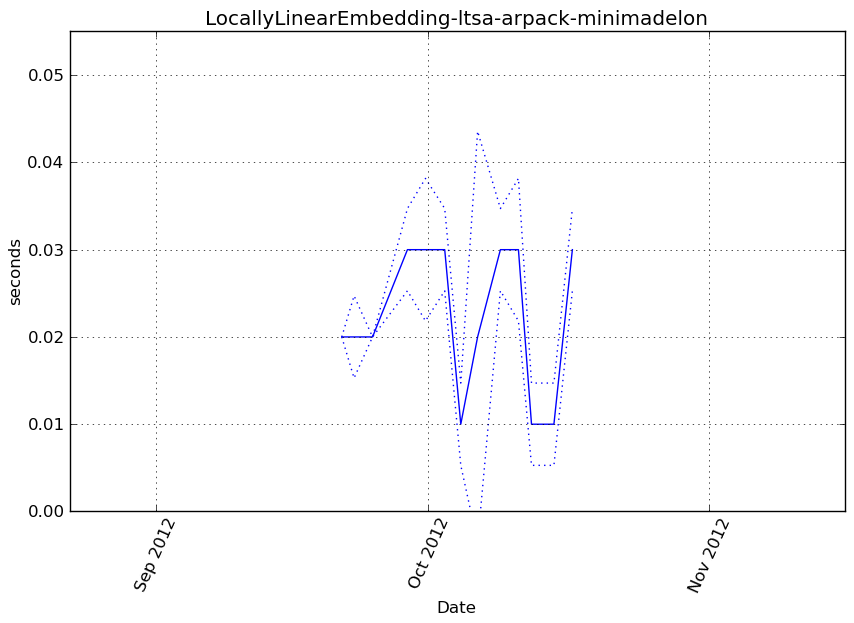 LocallyLinearEmbedding-ltsa-arpack-minimadelon
0.05
0.04
0.03
0.02
0.01
0.00
seconds
Sep 2012
Oct 2012
Nov 2012
Date